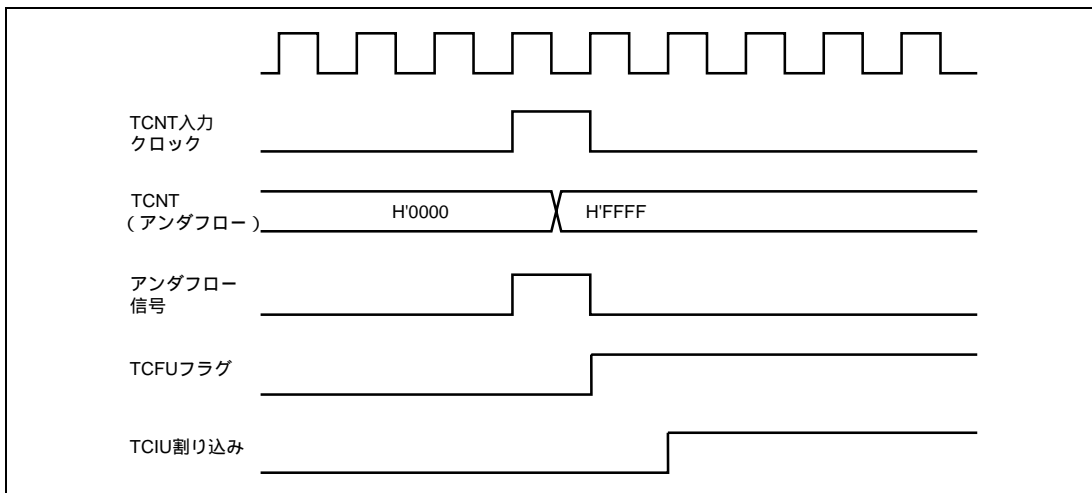 TCNT入力
クロック
TCNT
(アンダフロー)
H'0000
H'FFFF
アンダフロー
信号
TCFUフラグ
TCIU割り込み